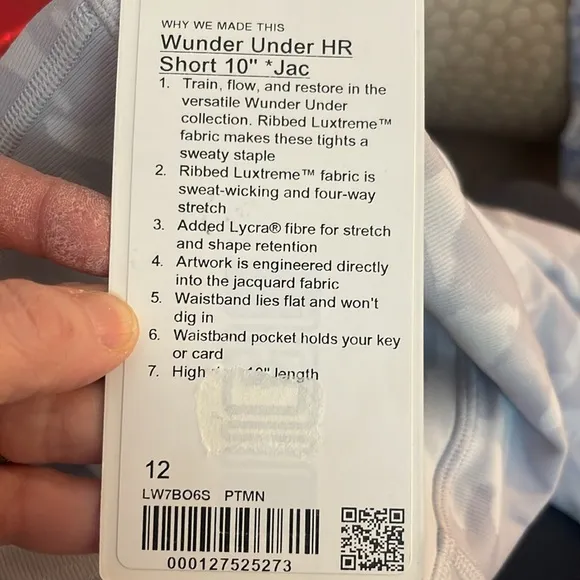 WHY WE MADE THIS
Wunder Under HR
Short 10" *Jac
1. Train, flow, and restore in the
versatile Wunder Under
collection. Ribbed Luxtreme™
fabric makes these tights a
sweaty staple
2. Ribbed Luxtreme™ fabric is
sweat-wicking and four-way
stretch
3. Added Lycra® fibre for stretch
and shape retention
4. Artwork is engineered directly
into the jacquard fabric
5. Waistband lies flat and won't
dig in
6. Waistband pocket holds your key
or card
7. High 10" length
12
LW7BO6S PTMN
000127525273